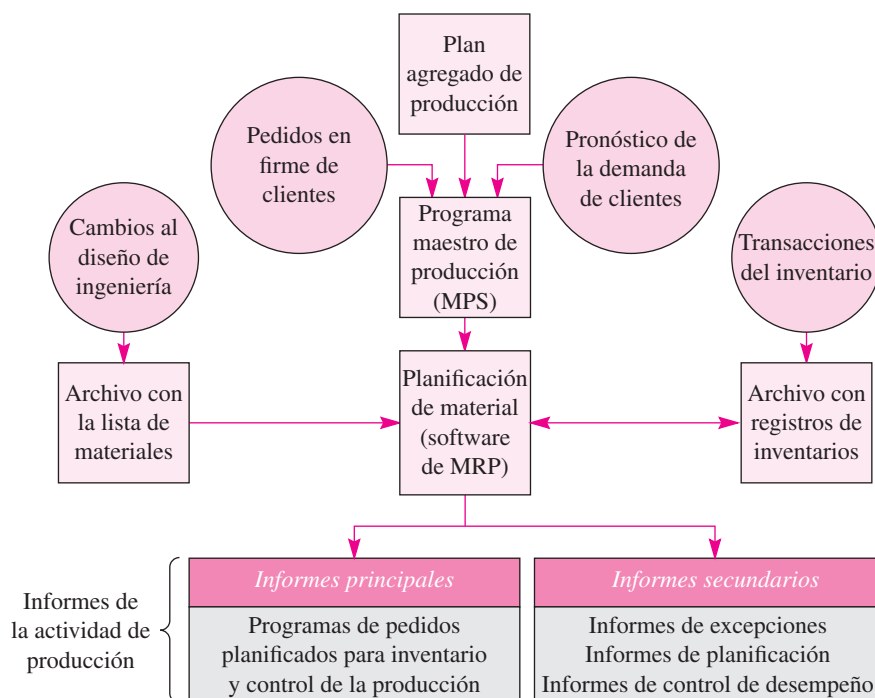 Plan
agregado de
producción
Pedidos en
firme de
clientes
Pronóstico de
la demanda
de clientes
Cambios al
diseño de
ingeniería
Programa
maestro de
producción
(MPS)
Transacciones
del inventario
Archivo con
la lista de
materiales
Planificación
de material
(software
de MRP)
Archivo con
registros de
inventarios
Informes de
la actividad de
producción
Informes principales
Programas de pedidos
planificados para inventario
y control de la producción
Informes secundarios
Informes de excepciones
Informes de planificación
Informes de control de desempeño